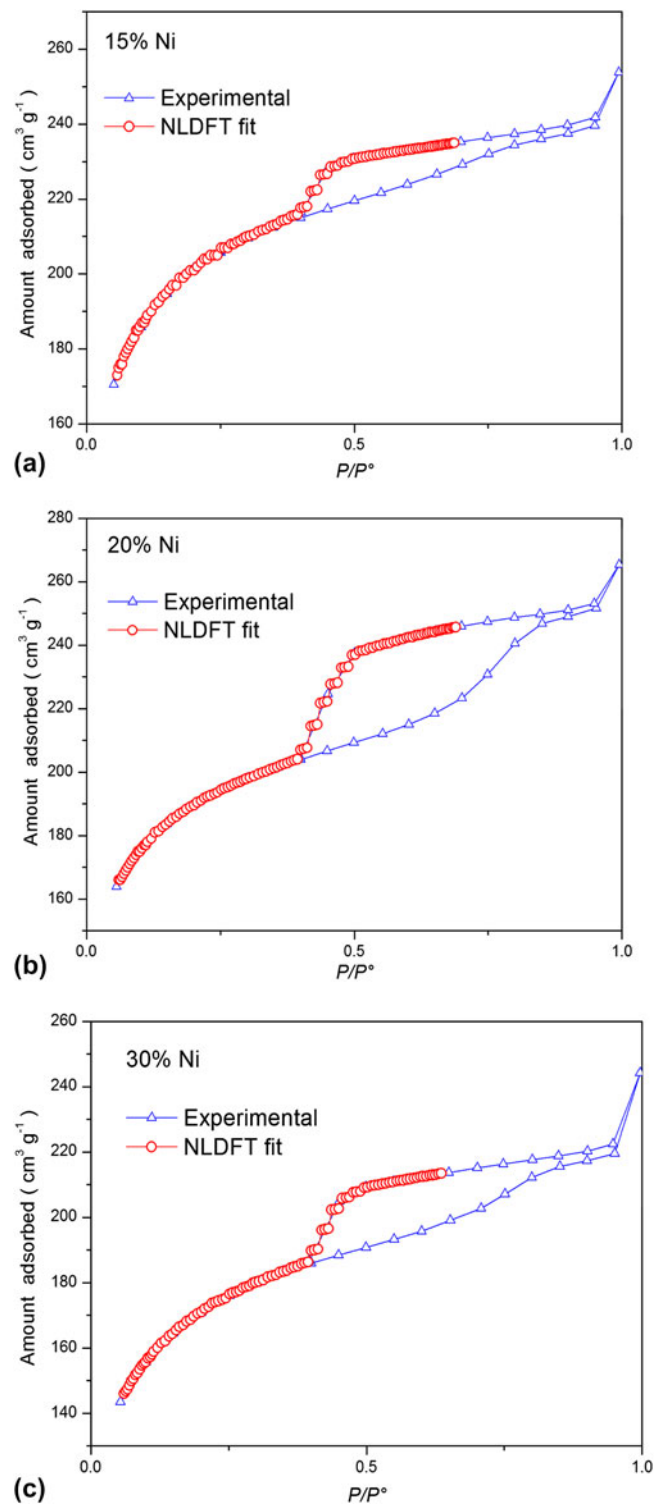 15% Ni
Experimental
NLDFT fit
260
240
220
200
180
160
0.0
0.5
1.0
Amount adsorbed ( cm³ g⁻¹ )
P/P°
(a)
20% Ni
Experimental
NLDFT fit
280
260
240
220
200
180
160
0.0
0.5
1.0
Amount adsorbed ( cm³ g⁻¹ )
P/P°
(b)
30% Ni
Experimental
NLDFT fit
260
240
220
200
180
160
140
0.0
0.5
1.0
Amount adsorbed ( cm³ g⁻¹ )
P/P°
(c)